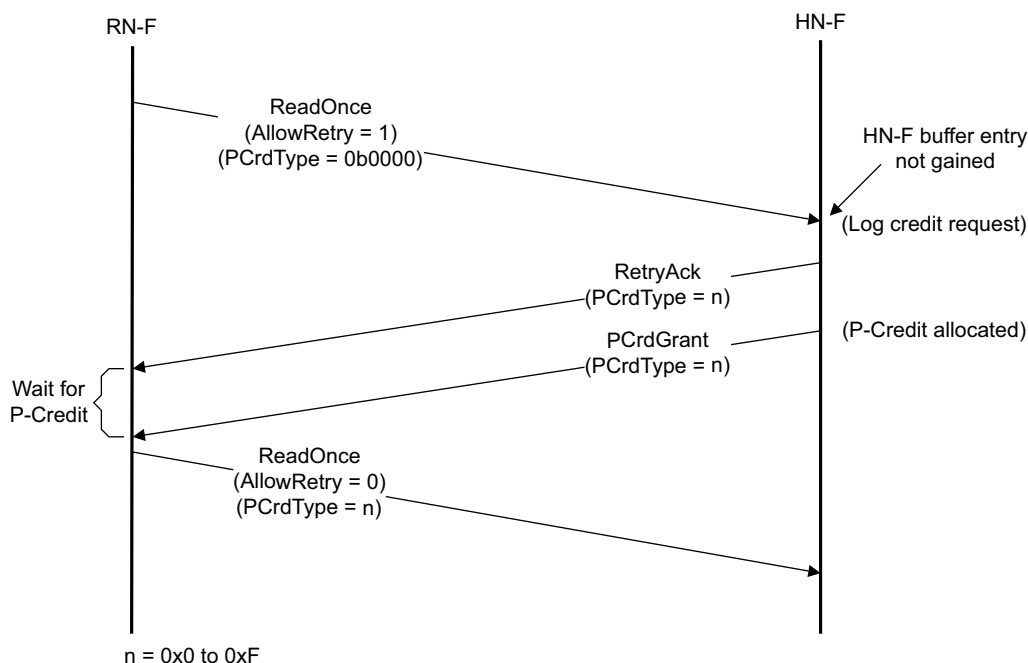 RN-F
HN-F
ReadOnce
(AllowRetry = 1)
(PCrdType = 0b0000)
HN-F buffer entry
not gained
(Log credit request)
RetryAck
(PCrdType = n)
(P-Credit allocated)
PCrdGrant
(PCrdType = n)
Wait for
P-Credit
ReadOnce
(AllowRetry = 0)
(PCrdType = n)
n = 0x0 to 0xF